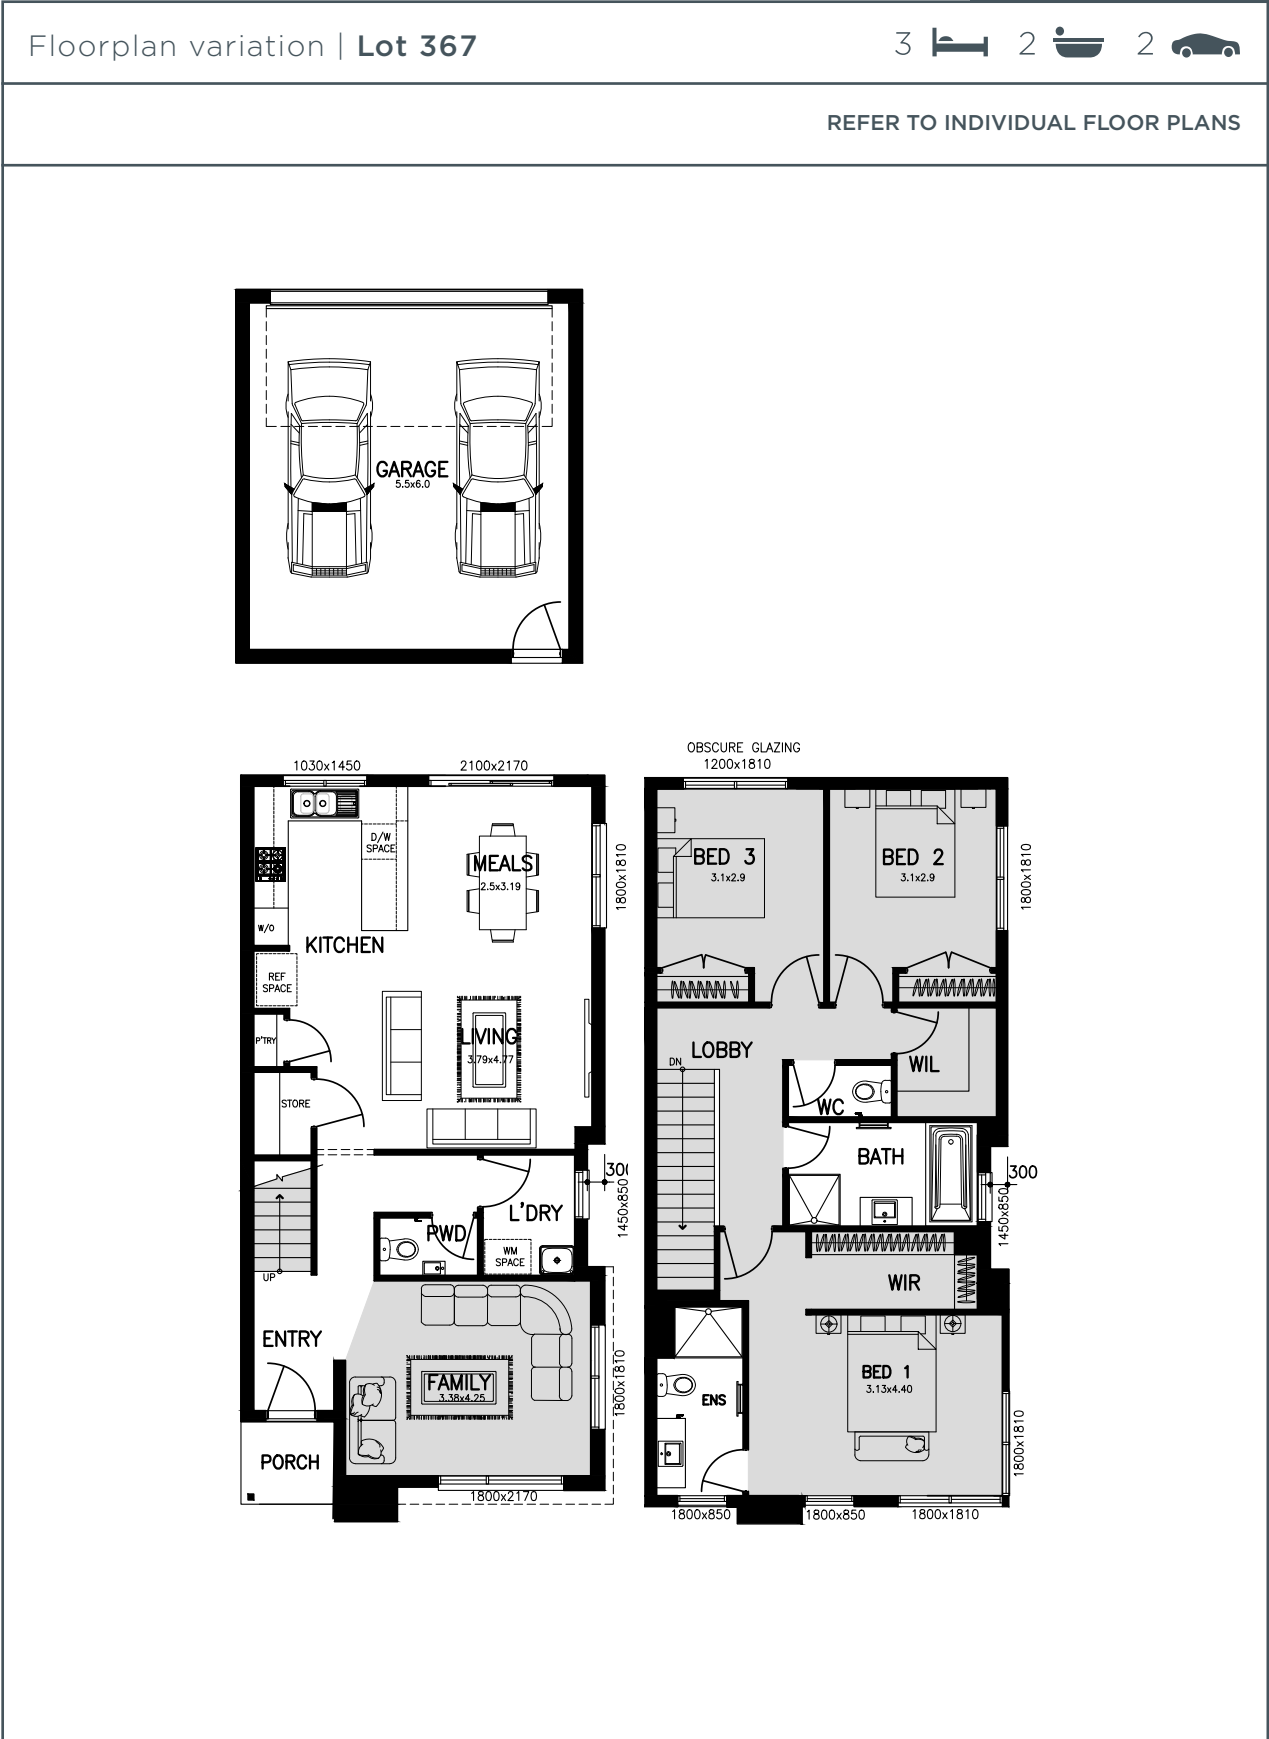 Floorplan variation | Lot 367
3 2 2
REFER TO INDIVIDUAL FLOOR PLANS
GARAGE
5.5x6.0
1030x1450
2100x2170
D/W
SPACE
MEALS
2.5x3.19
1800x1810
W/O
KITCHEN
REF
SPACE
P'TRY
LIVING
3.79x4.77
STORE
300
1450x850
L'DRY
PWD
WM
SPACE
UP
ENTRY
FAMILY
3.38x4.25
1800x1810
PORCH
1800x2170
OBSCURE GLAZING
1200x1810
BED 3
3.1x2.9
BED 2
3.1x2.9
1800x1810
LOBBY
DN
WIL
WC
BATH
300
1450x850
WIR
BED 1
3.13x4.40
ENS
1800x1810
1800x850
1800x850
1800x1810